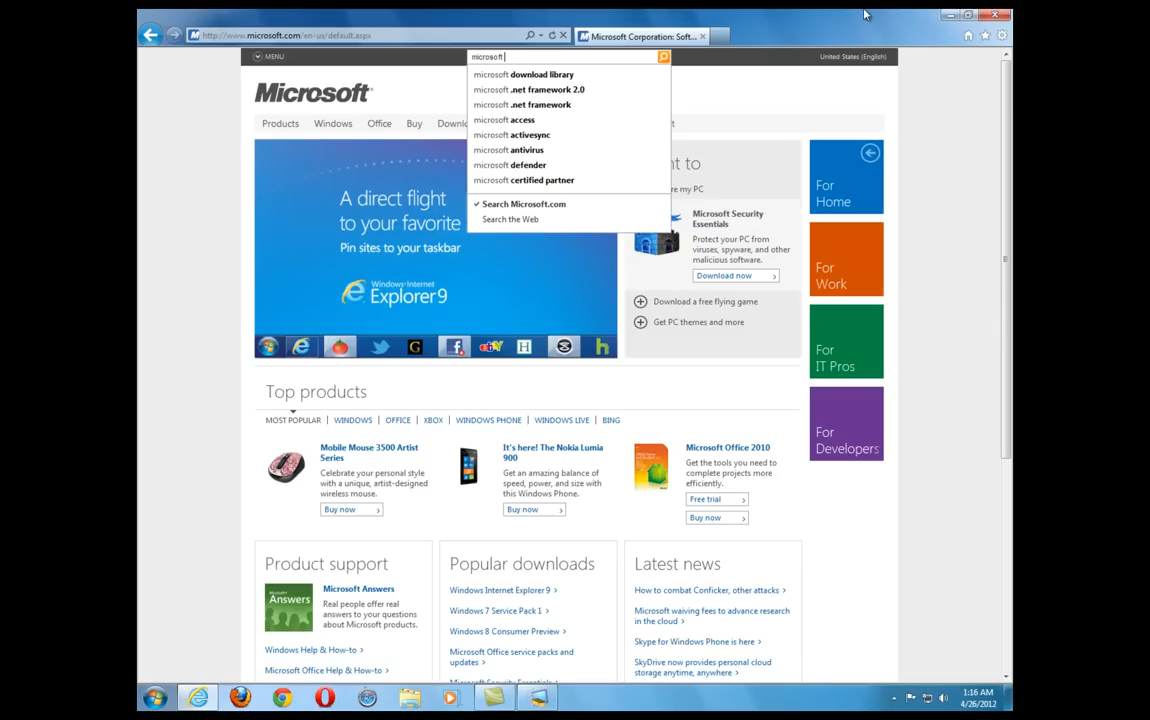 http://www.microsoft.com/en-us/default.aspx
Microsoft Corporation: Soft...
MENU
microsoft
United States (English)
Microsoft
microsoft download library
microsoft .net framework 2.0
microsoft .net framework
microsoft access
microsoft activesync
microsoft antivirus
microsoft defender
microsoft certified partner
Search Microsoft.com
Search the Web
Products
Windows
Office
Buy
A direct flight
to your favorite
Pin sites to your taskbar
Windows Internet
Explorer 9
G
f
ebY
H
h
nt to
re my PC
Microsoft Security
Essentials
Protect your PC from
viruses, spyware, and other
malicious software.
Download now
Download a free flying game
Get PC themes and more
For
Home
For
Work
For
IT Pros
For
Developers
Top products
MOST POPULAR | WINDOWS | OFFICE | XBOX | WINDOWS PHONE | WINDOWS LIVE | BING
Mobile Mouse 3500 Artist
Series
Celebrate your personal style
with a unique, artist-designed
wireless mouse.
Buy now
It's here! The Nokia Lumia
900
Get an amazing balance of
speed, power, and size with
this Windows Phone.
Buy now
Microsoft Office 2010
Get the tools you need to
complete projects more
efficiently.
Free trial
Buy now
Product support
Answers
Microsoft Answers
Real people offer real
answers to your questions
about Microsoft products.
Windows Help & How-to
Microsoft Office Help & How-to
Popular downloads
Windows Internet Explorer 9
Windows 7 Service Pack 1
Windows 8 Consumer Preview
Microsoft Office service packs and
updates
Latest news
How to combat Conficker, other attacks
Microsoft waiving fees to advance research
in the cloud
Skype for Windows Phone is here
SkyDrive now provides personal cloud
storage anytime, anywhere
1:16 AM
4/26/2012